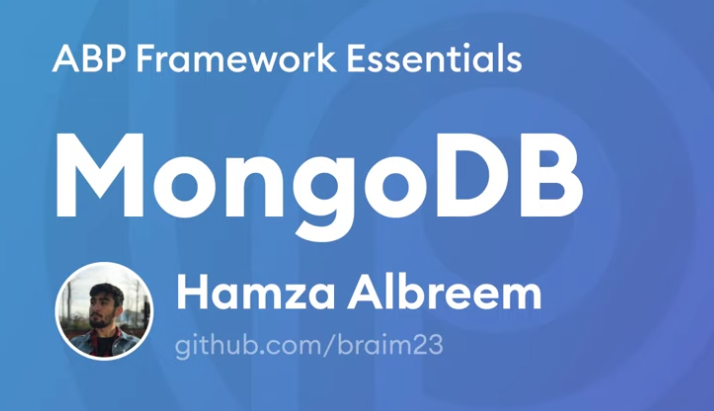 ABP Framework Essentials
MongoDB
Hamza Albreem
github.com/braim23